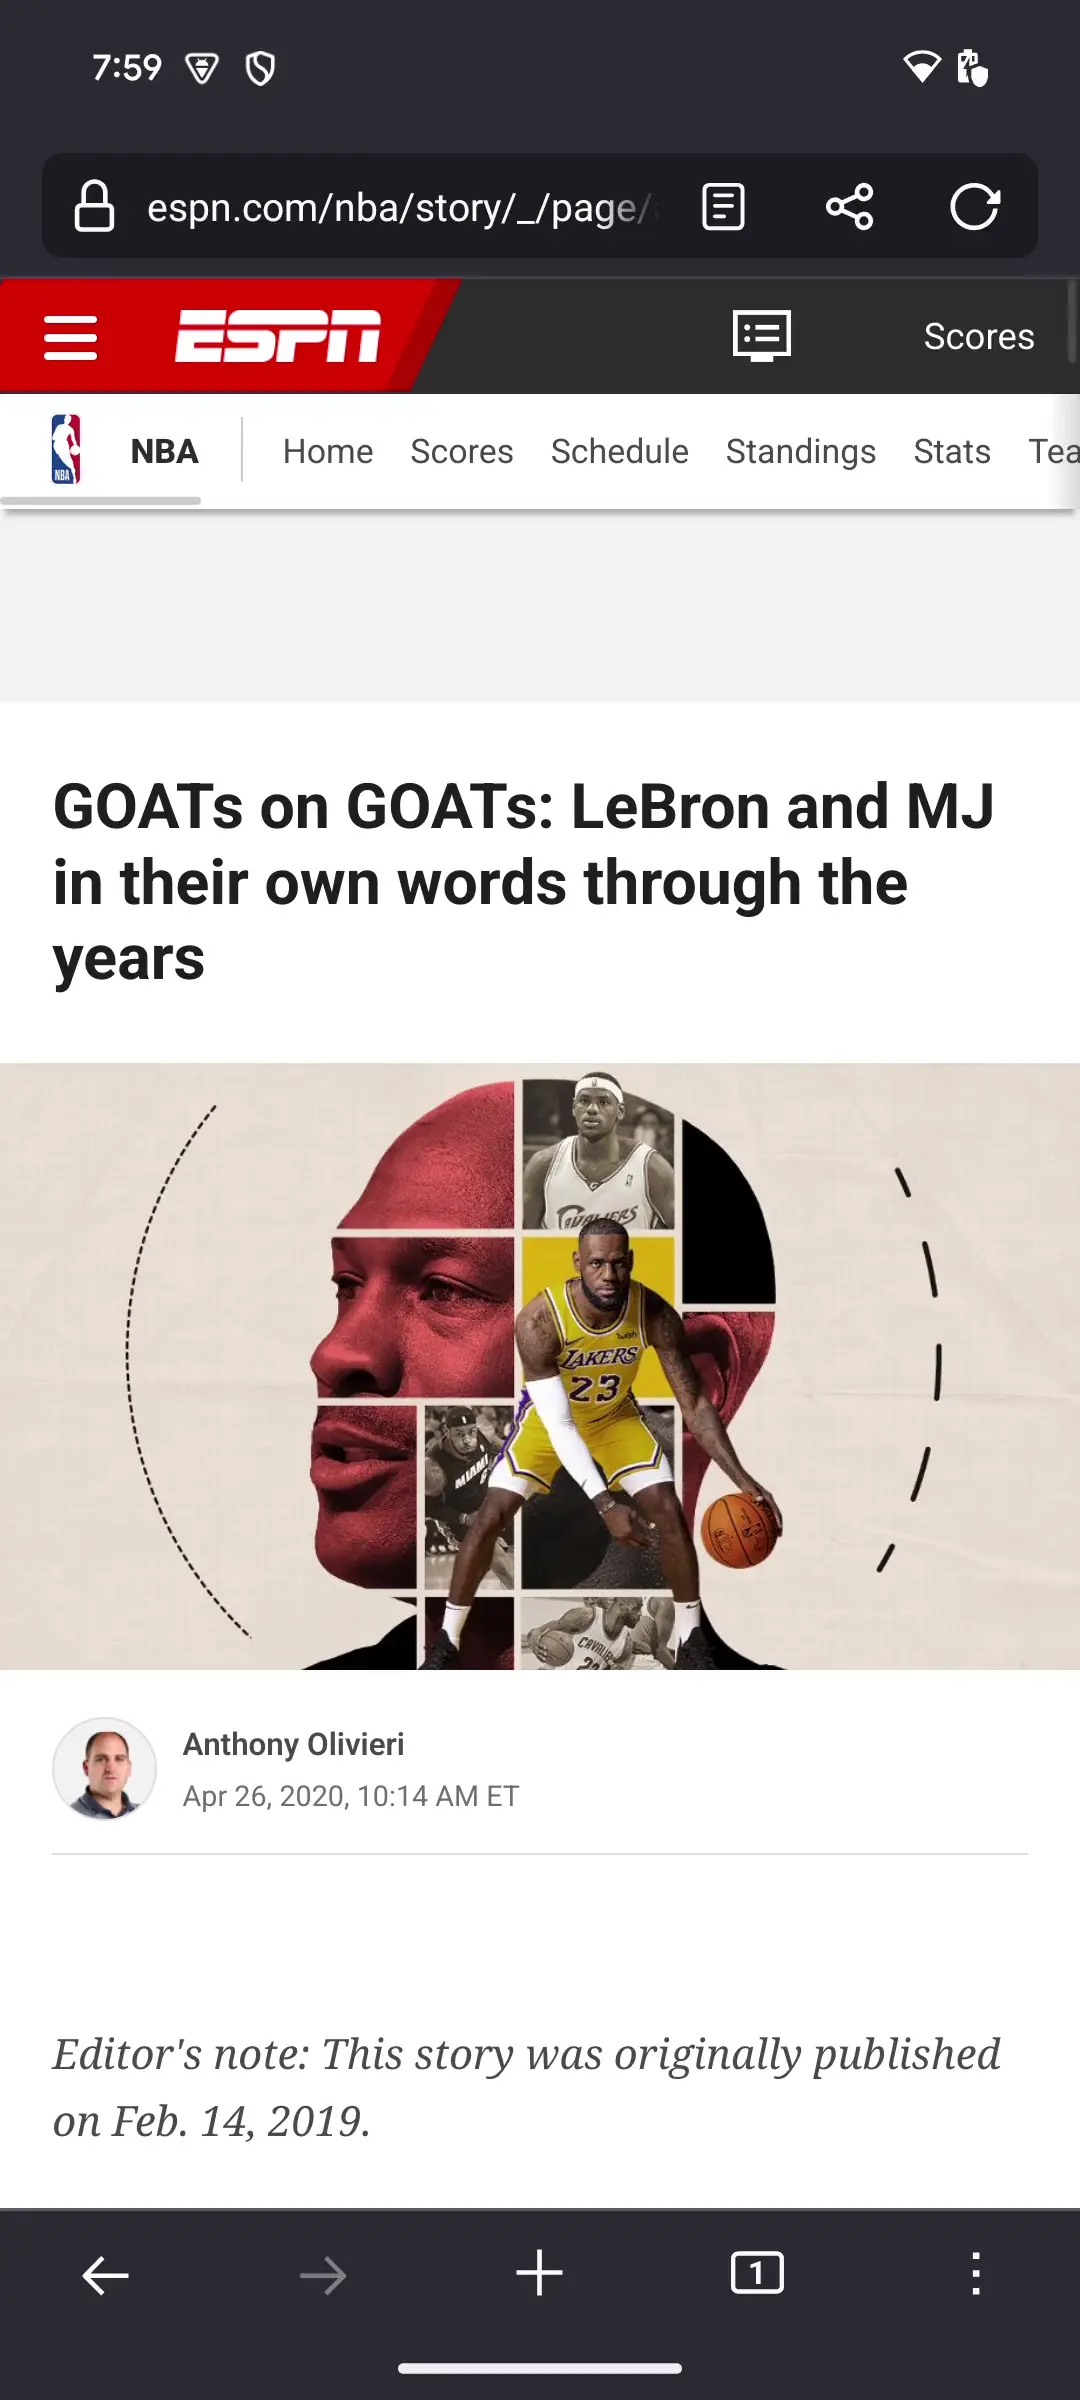 7:59
espn.com/nba/story/_/page/
ESPN
Scores
NBA
NBA Home Scores Schedule Standings Stats Tea
GOATs on GOATs: LeBron and MJ
in their own words through the
years
CAVALIERS
wish
LAKERS
23
MIAMI
CAVALIE
23
Anthony Olivieri
Apr 26, 2020, 10:14 AM ET
Editor's note: This story was originally published
on Feb. 14, 2019.
1